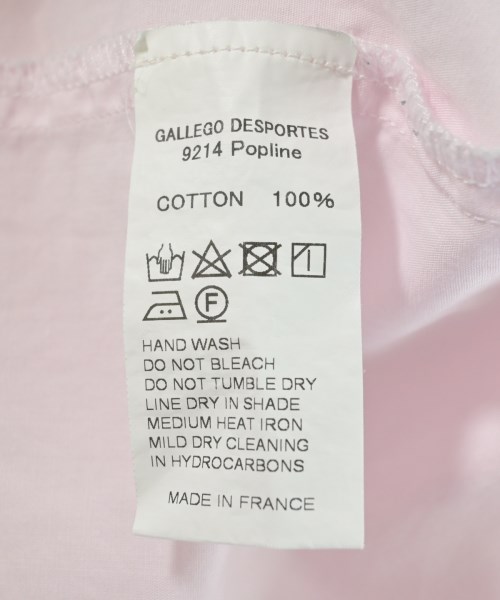 GALLEGO DESPORTES
9214 Popline
COTTON 100%
F
HAND WASH
DO NOT BLEACH
DO NOT TUMBLE DRY
LINE DRY IN SHADE
MEDIUM HEAT IRON
MILD DRY CLEANING
IN HYDROCARBONS
MADE IN FRANCE